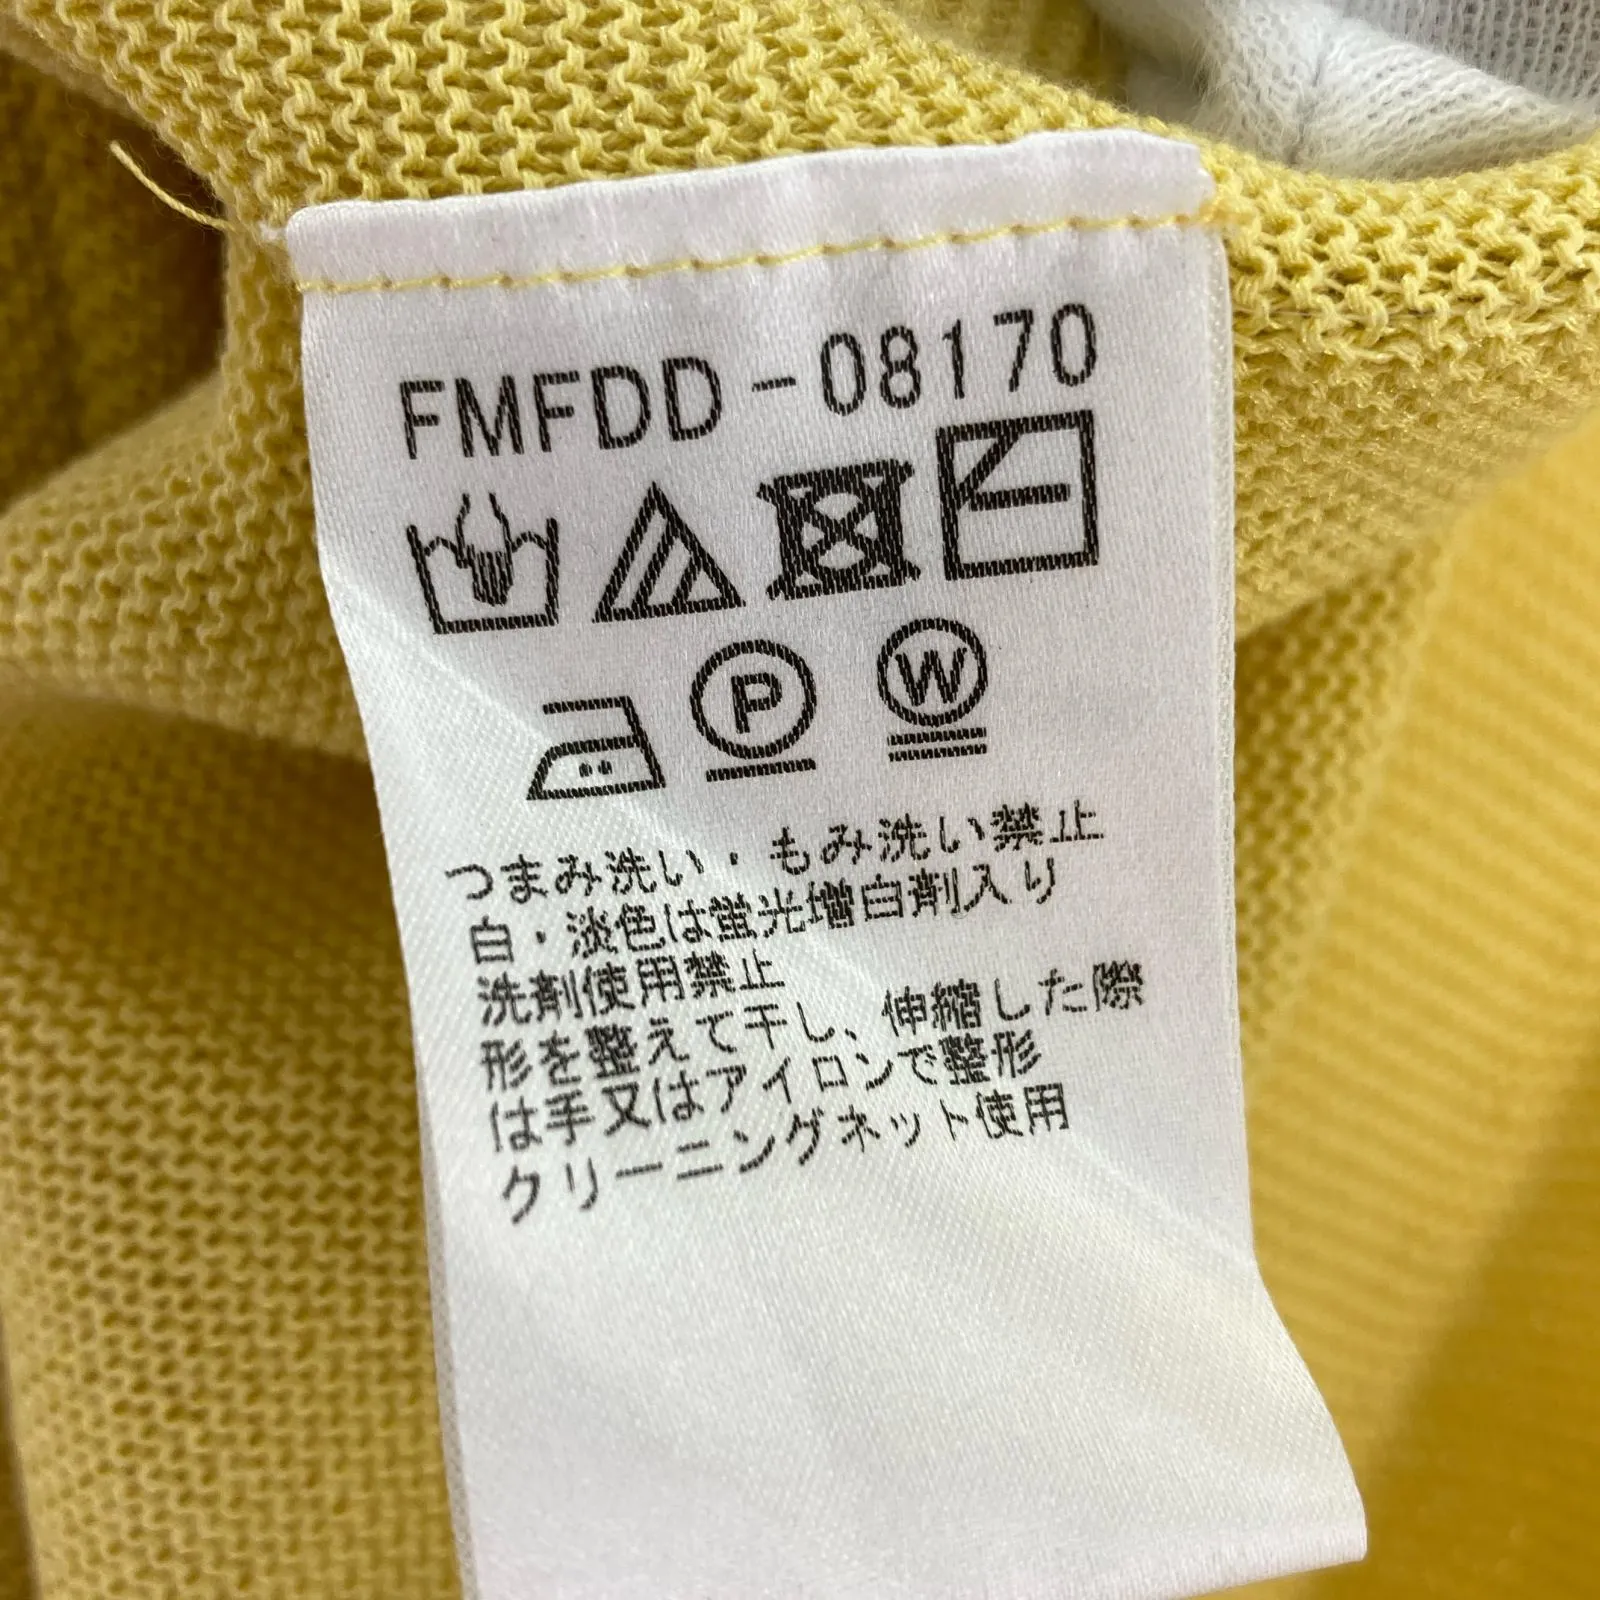 FMFDD-08170
P W
つまみ洗い・もみ洗い禁止
白・淡色は蛍光増白剤入り
洗剤使用禁止
形を整えて干し、伸縮した際
は手又はアイロンで整形
クリーニングネット使用